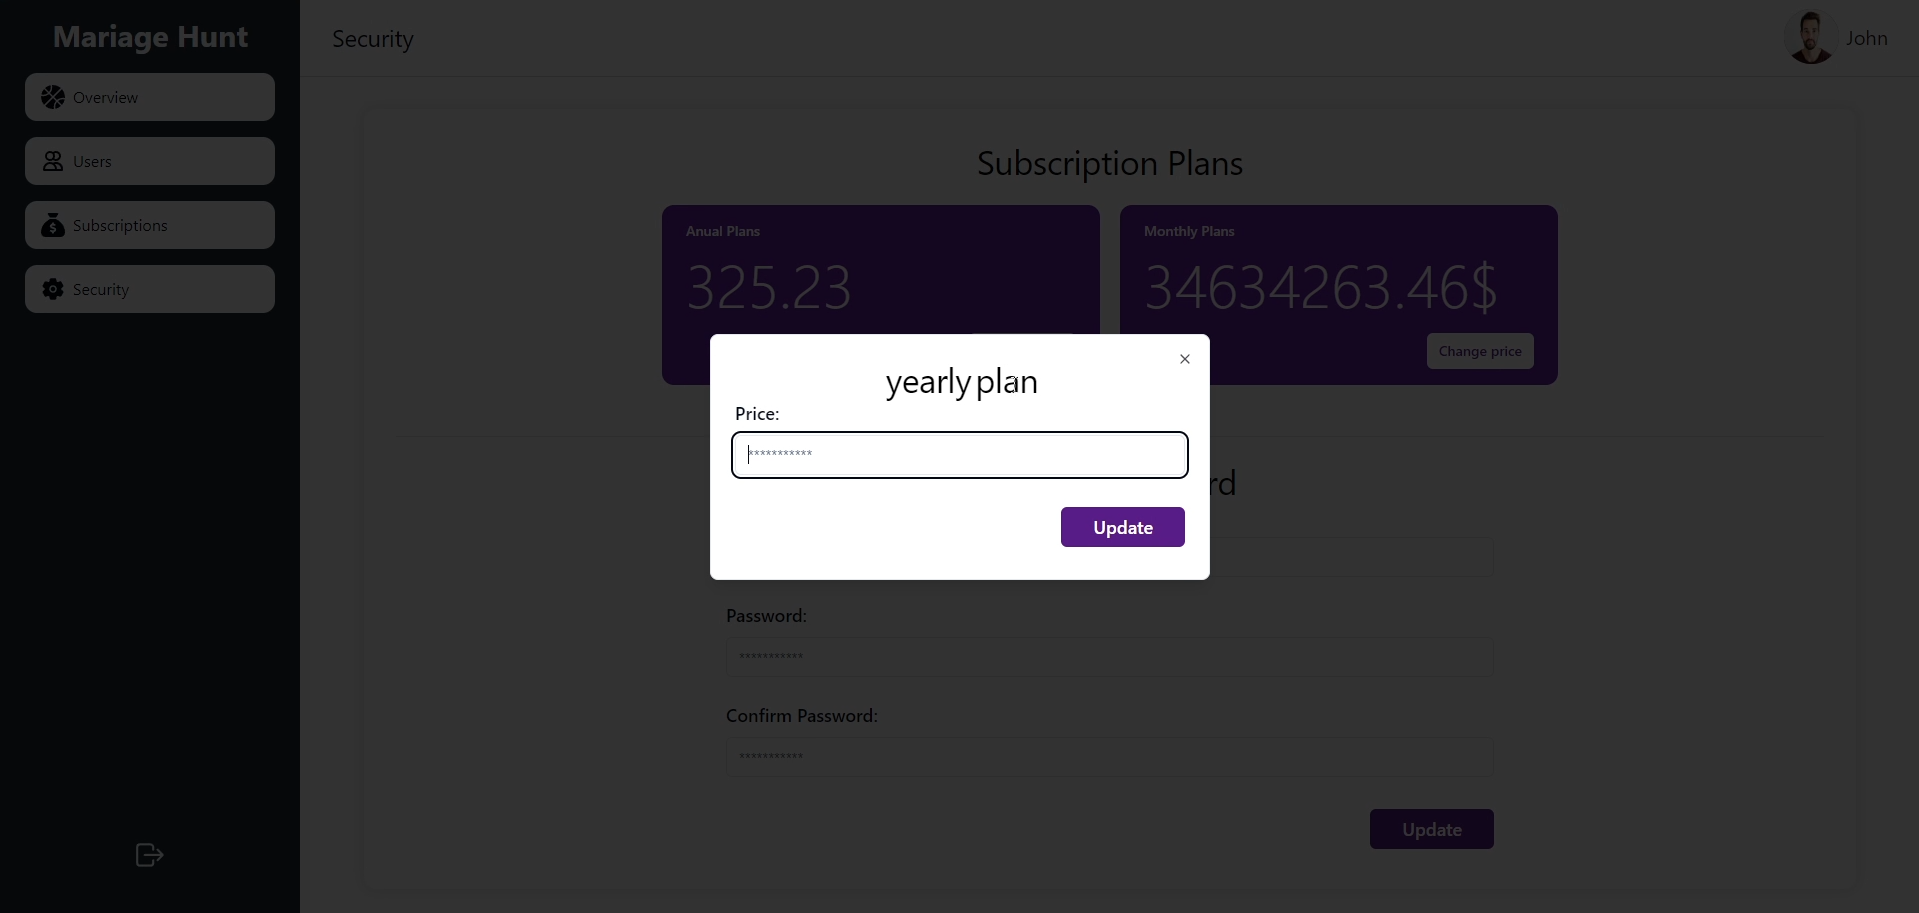 Mariage Hunt
Overview
Users
Subscriptions
Security
Security
John
Subscription Plans
Anual Plans
325.23
Monthly Plans
34634263.46$
Change price
yearly plan
Price:
***********
Update
rd
Password:
***********
Confirm Password:
***********
Update